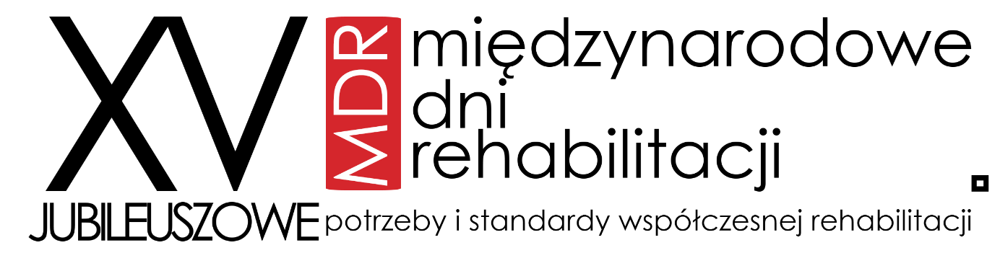 XV
JUBILEUSZOWE
MDR
międzynarodowe
dni
rehabilitacji
potrzeby i standardy współczesnej rehabilitacji